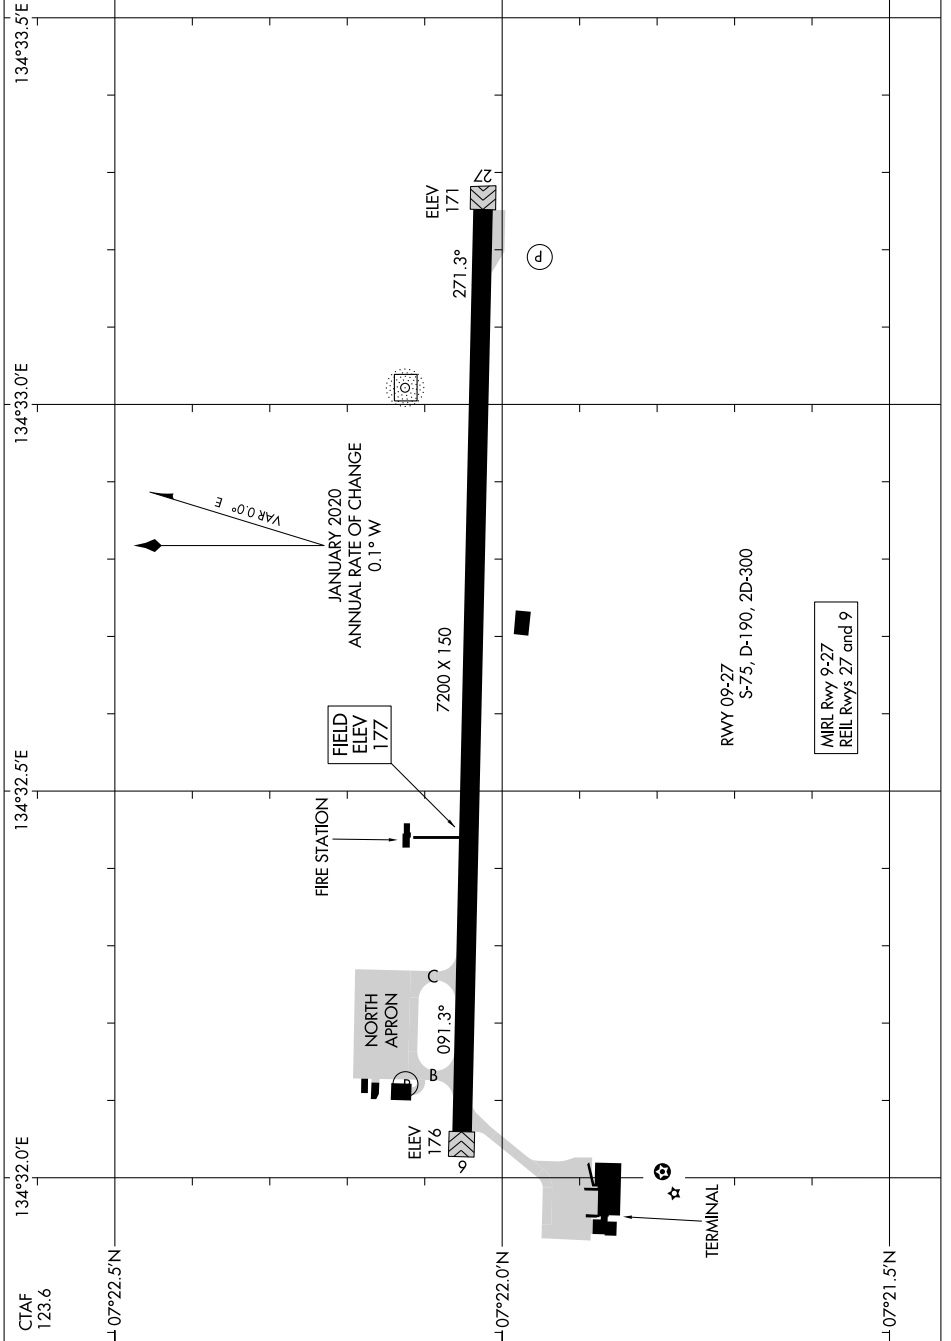 CTAF
123.6
134°32.0'E
134°32.5'E
134°33.0'E
134°33.5'E
07°22.5'N
07°22.0'N
07°21.5'N
VAR 0.0° E
JANUARY 2020
ANNUAL RATE OF CHANGE
0.1° W
FIELD
ELEV
177
FIRE STATION
NORTH
APRON
B
C
P
ELEV
176
9
091.3°
7200 X 150
271.3°
ELEV
171
27
P
TERMINAL
RWY 09-27
S-75, D-190, 2D-300
MIRL Rwy 9-27
REIL Rwys 27 and 9